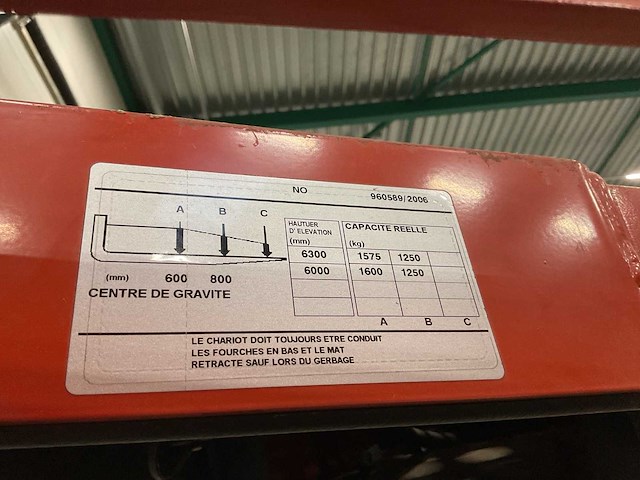 NO 960589/2006
A B C
(mm) 600 800
CENTRE DE GRAVITE
HAUTUER D' ELEVATION (mm) CAPACITE REELLE (kg)
6300 1575 1250
6000 1600 1250
A B C
LE CHARIOT DOIT TOUJOURS ETRE CONDUIT
LES FOURCHES EN BAS ET LE MAT
RETRACTE SAUF LORS DU GERBAGE